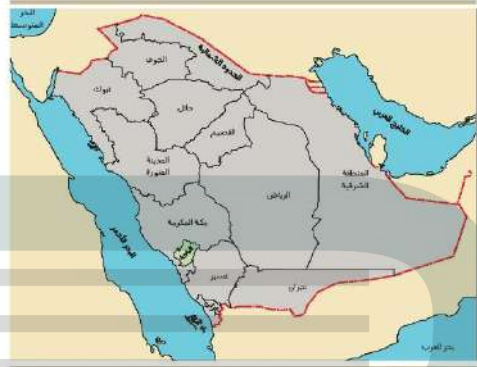 البحر
المتوسط
الحدود الشمالية
الجوف
تبوك
حائل
القصيم
الخليج العربي
المدينة
المنورة
المنطقة
الشرقية
الرياض
مكة المكرمة
البحر الأحمر
الباحة
عسير
نجران
بحر العرب